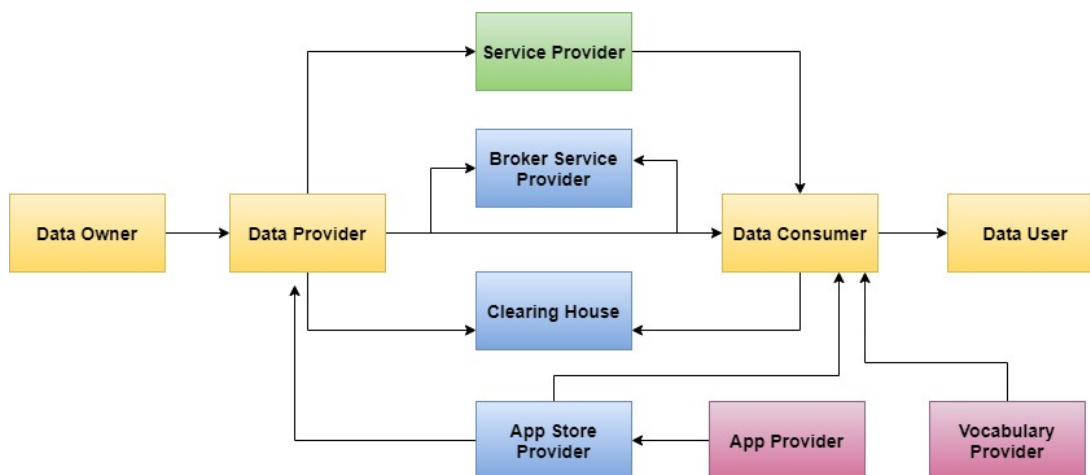 Service Provider
Broker Service
Provider
Data Owner
Data Provider
Data Consumer
Data User
Clearing House
App Store
Provider
App Provider
Vocabulary
Provider